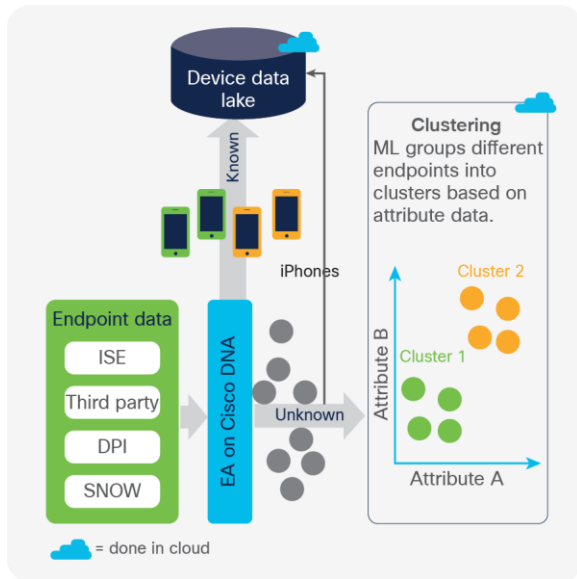 Device data
lake
Known
iPhones
Endpoint data
ISE
Third party
DPI
SNOW
EA on Cisco DNA
Unknown
Clustering
ML groups different
endpoints into
clusters based on
attribute data.
Cluster 2
Cluster 1
Attribute B
Attribute A
= done in cloud